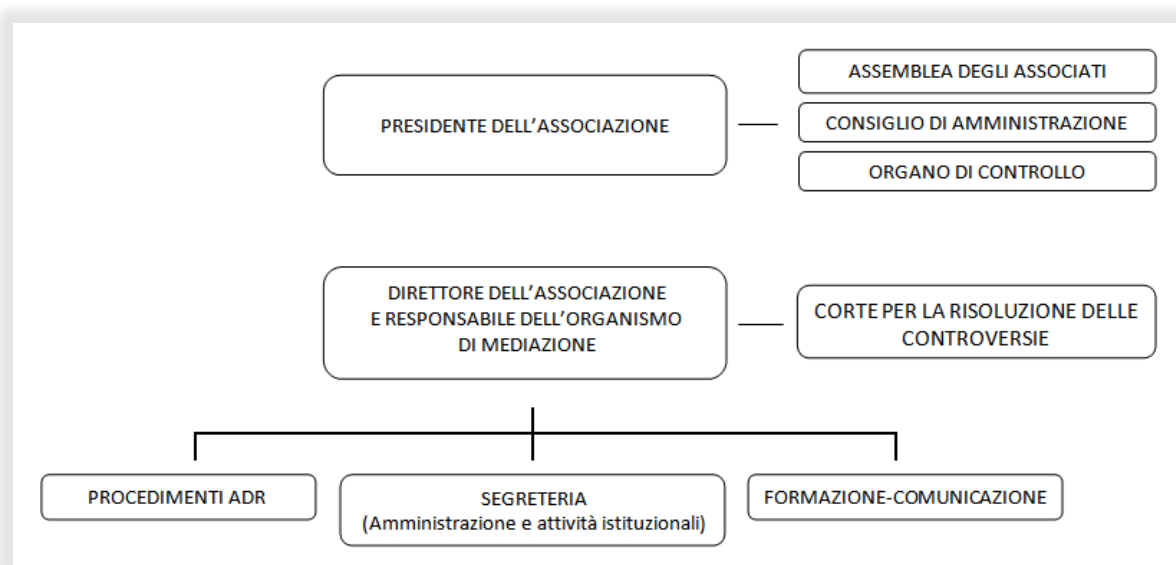 PRESIDENTE DELL’ASSOCIAZIONE
ASSEMBLEA DEGLI ASSOCIATI
CONSIGLIO DI AMMINISTRAZIONE
ORGANO DI CONTROLLO
DIRETTORE DELL’ASSOCIAZIONE
E RESPONSABILE DELL’ORGANISMO
DI MEDIAZIONE
CORTE PER LA RISOLUZIONE DELLE
CONTROVERSIE
PROCEDIMENTI ADR
SEGRETERIA
(Amministrazione e attività istituzionali)
FORMAZIONE-COMUNICAZIONE